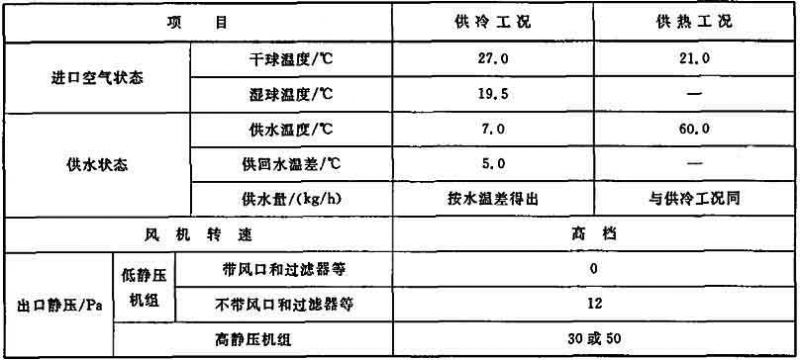 项 目 供冷工况 供热工况
进口空气状态 干球温度/℃ 27.0 21.0
湿球温度/℃ 19.5 —
供水状态 供水温度/℃ 7.0 60.0
供回水温差/℃ 5.0 —
供水量/(kg/h) 按水温差得出 与供冷工况同
风机转速 高档
出口静压/Pa 低静压机组 带风口和过滤器等 0
不带风口和过滤器等 12
高静压机组 30或50